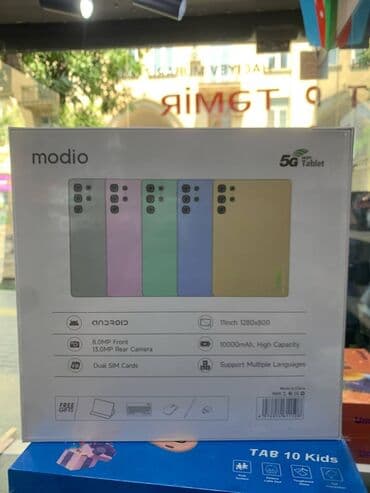 TƏMİR
modio
5G Tablet
ANDROID
11inch 1280x800
8.0MP Front
13.0MP Rear Camera
10000mAh, High Capacity
Dual SIM Cards
Support Multiple Languages
FREE
GIFTS
Made in China
TAB 10 Kids